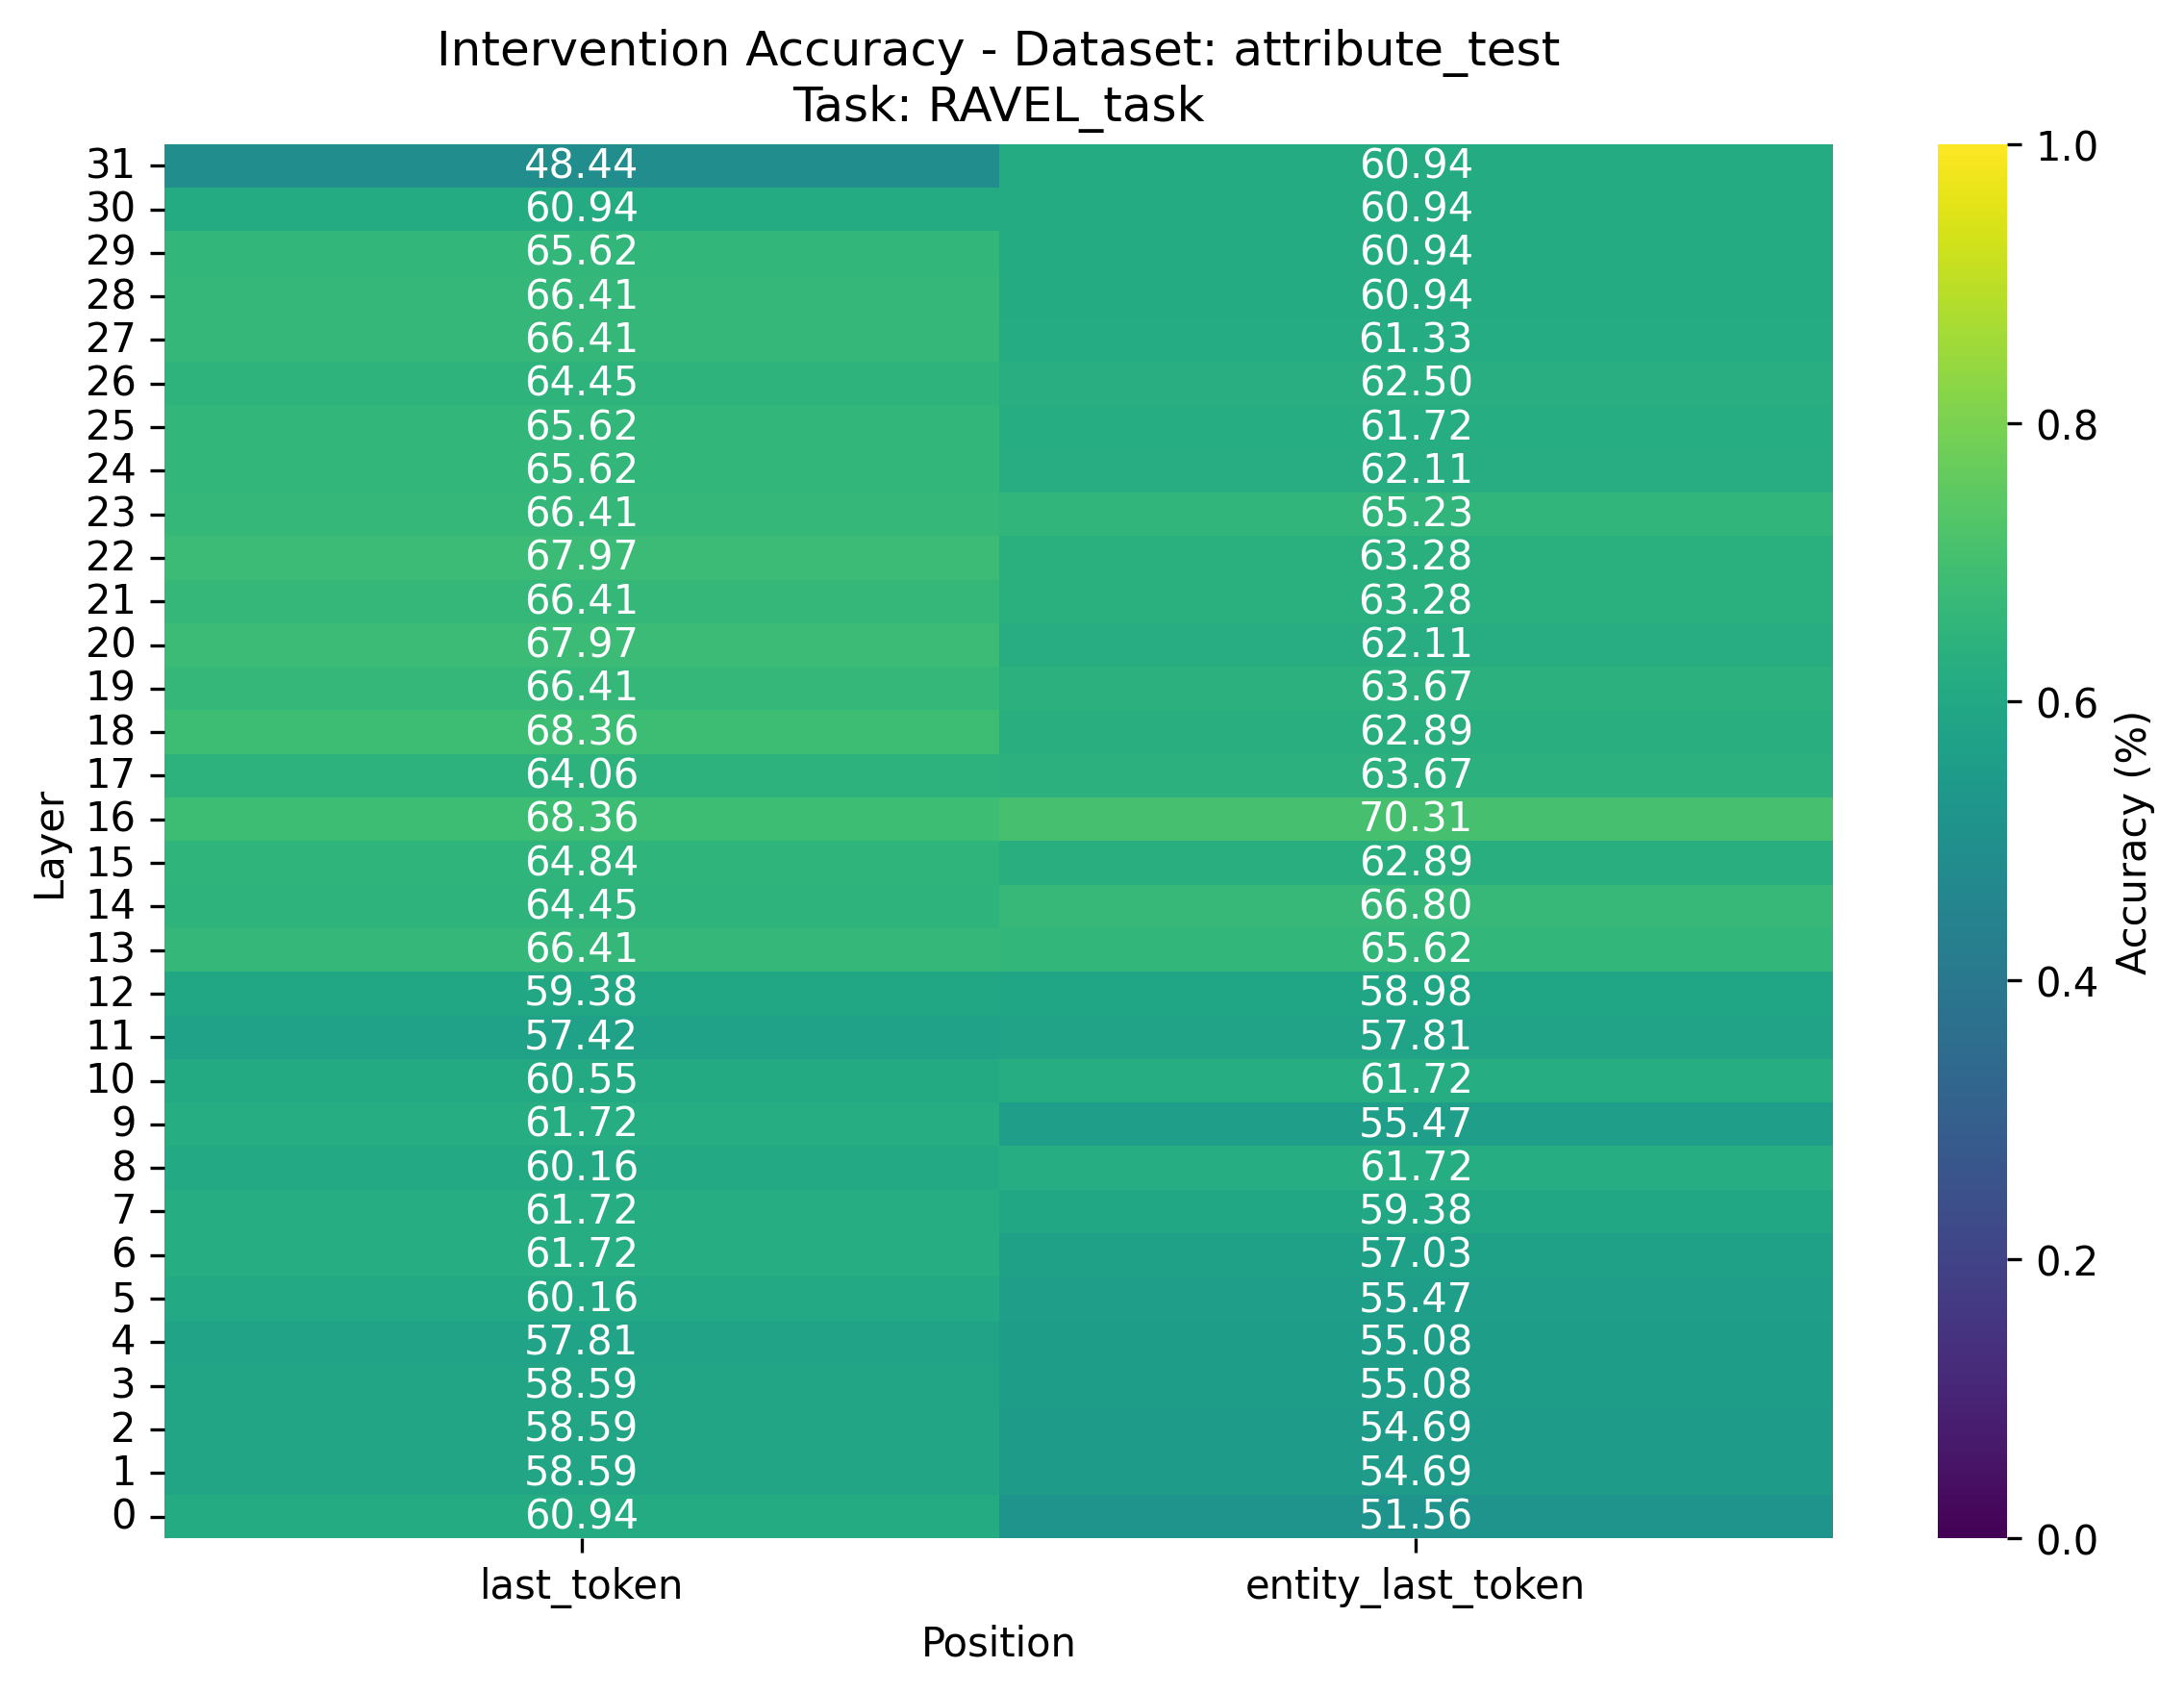 Intervention Accuracy - Dataset: attribute_test
Task: RAVEL_task
31 48.44 60.94 1.0
30 60.94 60.94
29 65.62 60.94
28 66.41 60.94
27 66.41 61.33
26 64.45 62.50
25 65.62 61.72 0.8
24 65.62 62.11
23 66.41 65.23
22 67.97 63.28
21 66.41 63.28
20 67.97 62.11
19 66.41 63.67 0.6
18 68.36 62.89
17 64.06 63.67
16 68.36 70.31
15 64.84 62.89
14 64.45 66.80
13 66.41 65.62
12 59.38 58.98 0.4
11 57.42 57.81
10 60.55 61.72
9 61.72 55.47
8 60.16 61.72
7 61.72 59.38
6 61.72 57.03 0.2
5 60.16 55.47
4 57.81 55.08
3 58.59 55.08
2 58.59 54.69
1 58.59 54.69
0 60.94 51.56 0.0
Layer
Accuracy (%)
last_token entity_last_token
Position